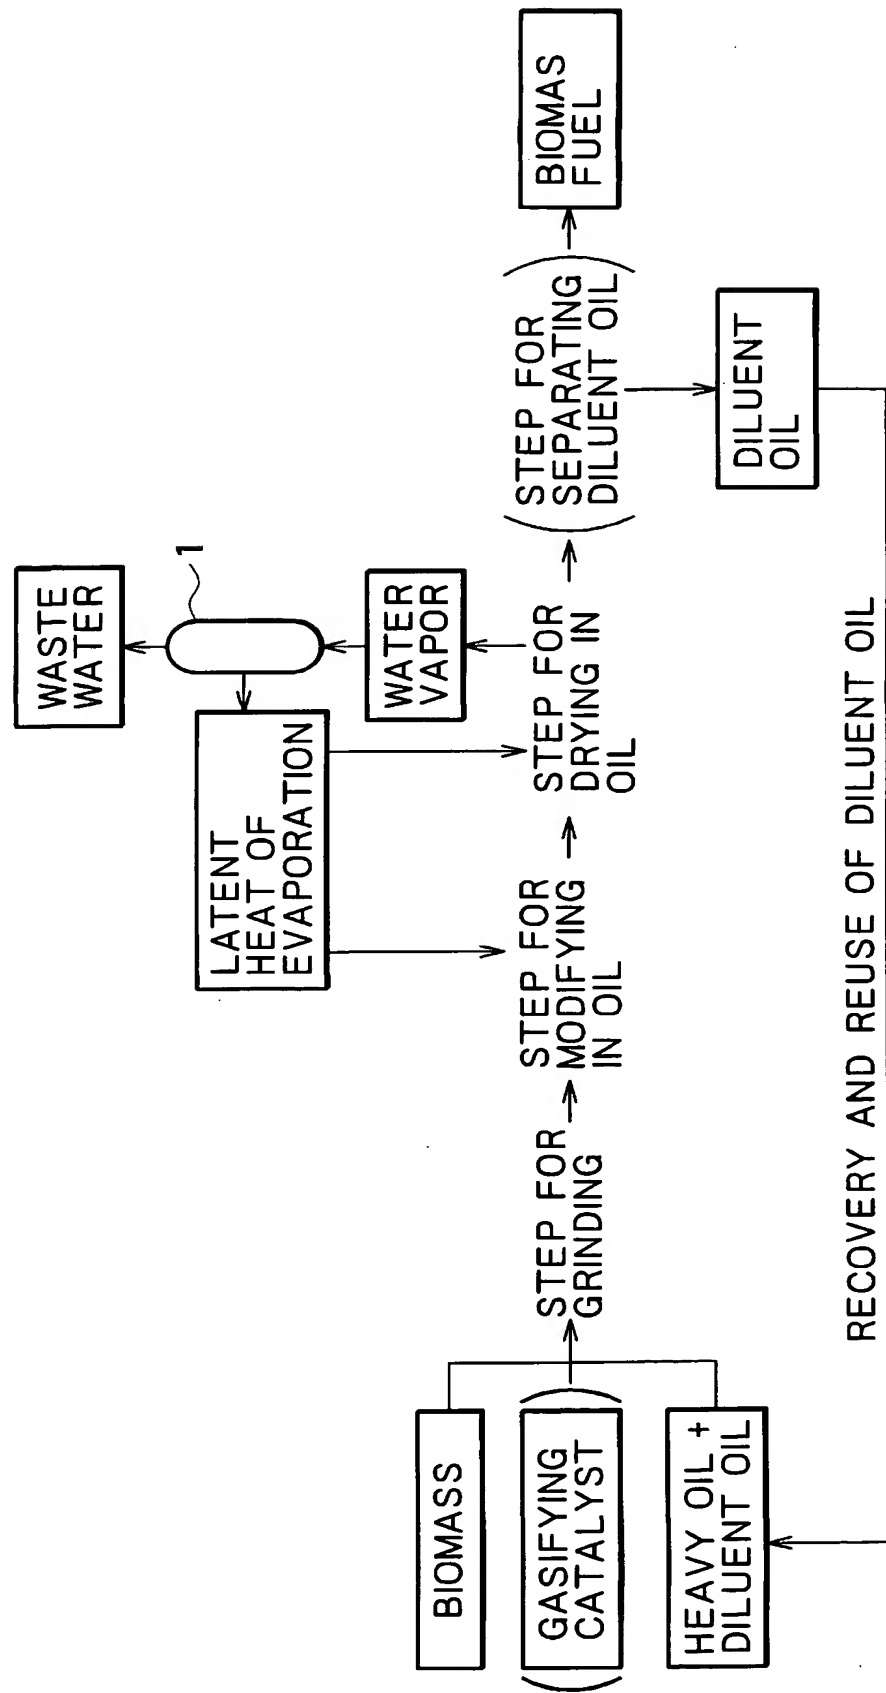 BIOMASS
GASIFYING
CATALYST
HEAVY OIL +
DILUENT OIL
STEP FOR
GRINDING
STEP FOR
MODIFYING
IN OIL
STEP FOR
DRYING IN
OIL
LATENT
HEAT OF
EVAPORATION
WATER
VAPOR
1
WASTE
WATER
STEP FOR
SEPARATING
DILUENT OIL
DILUENT
OIL
BIOMAS
FUEL
RECOVERY AND REUSE OF DILUENT OIL